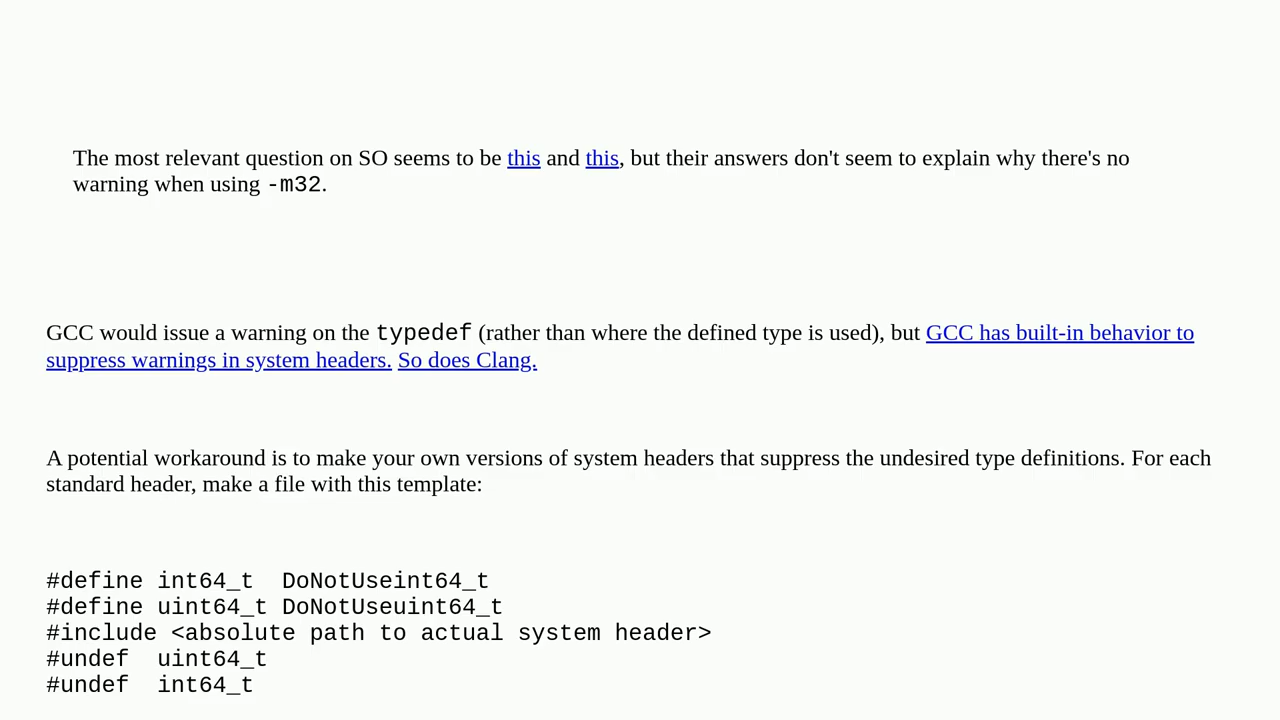 The most relevant question on SO seems to be this and this, but their answers don't seem to explain why there's no
warning when using -m32.
GCC would issue a warning on the typedef (rather than where the defined type is used), but GCC has built-in behavior to
suppress warnings in system headers. So does Clang.
A potential workaround is to make your own versions of system headers that suppress the undesired type definitions. For each
standard header, make a file with this template:
#define int64_t  DoNotUseint64_t
#define uint64_t DoNotUseuint64_t
#include <absolute path to actual system header>
#undef  uint64_t
#undef  int64_t